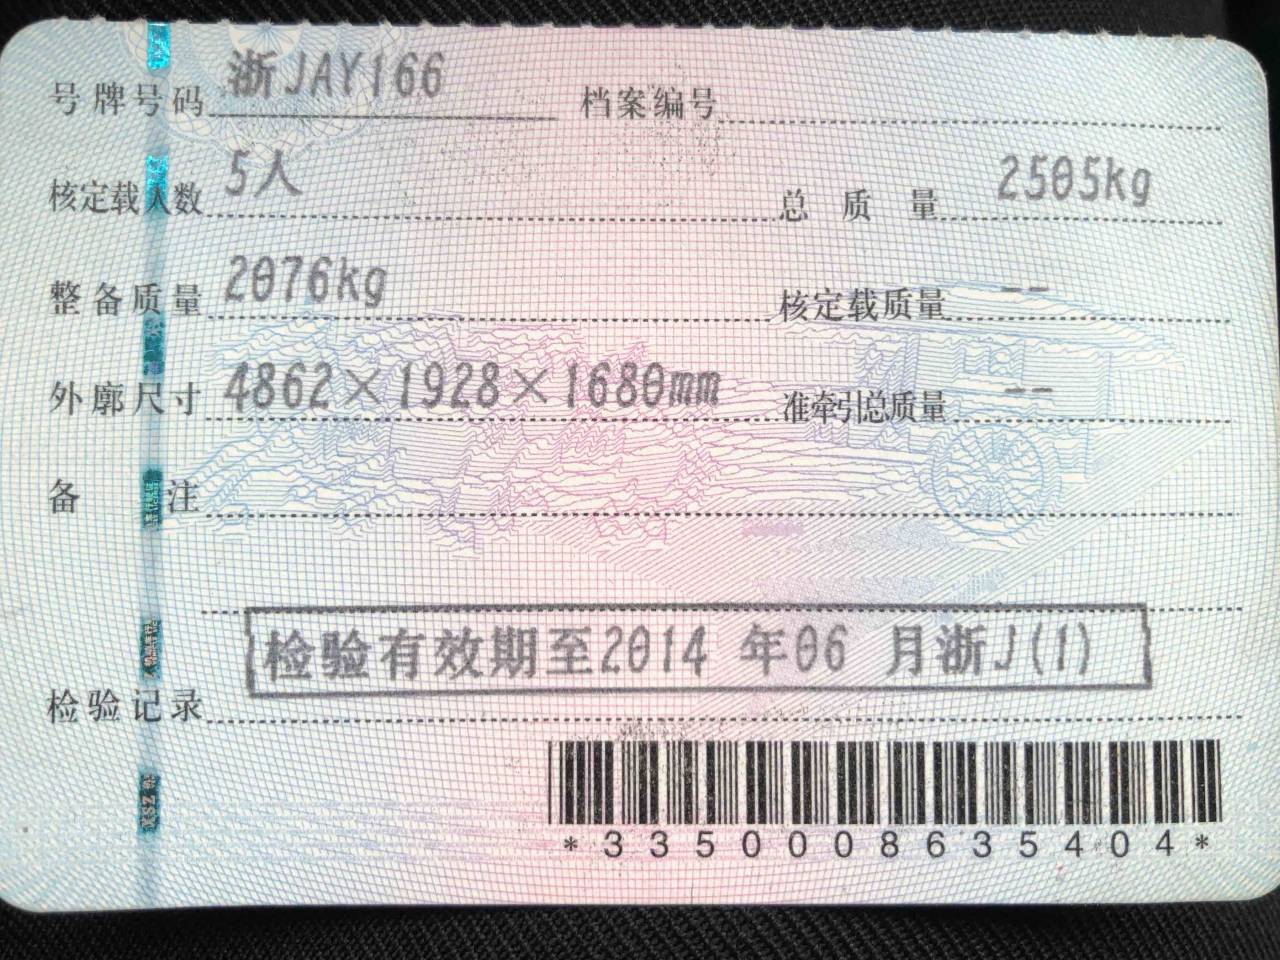 号牌号码 浙JAY166 档案编号
核定载人数 5人 总质量 2505kg
整备质量 2076kg 核定载质量 --
外廓尺寸 4862×1928×1680mm 准牵引总质量 --
备注
检验有效期至2014年06月浙J(1)
检验记录
*3350008635404*